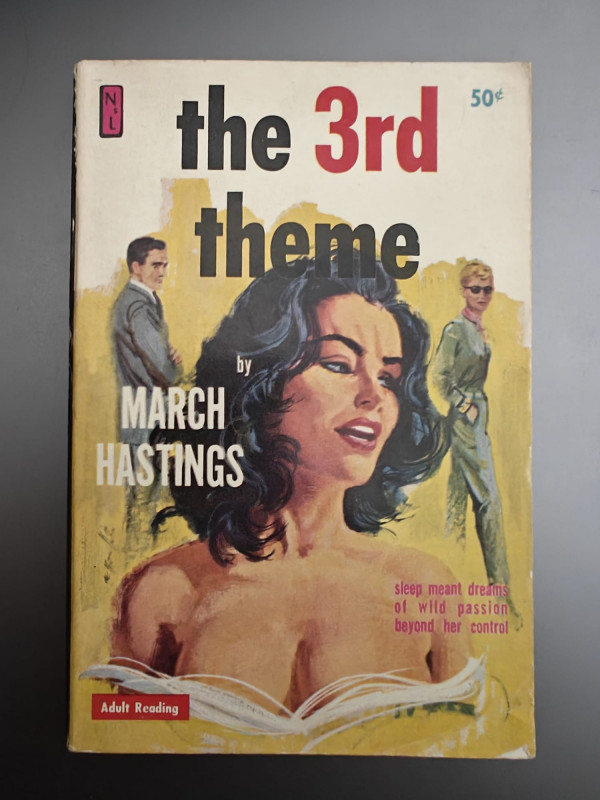 N
L
the 3rd
50¢
theme
by
MARCH
HASTINGS
sleep meant dreams
of wild passion
beyond her control
Adult Reading